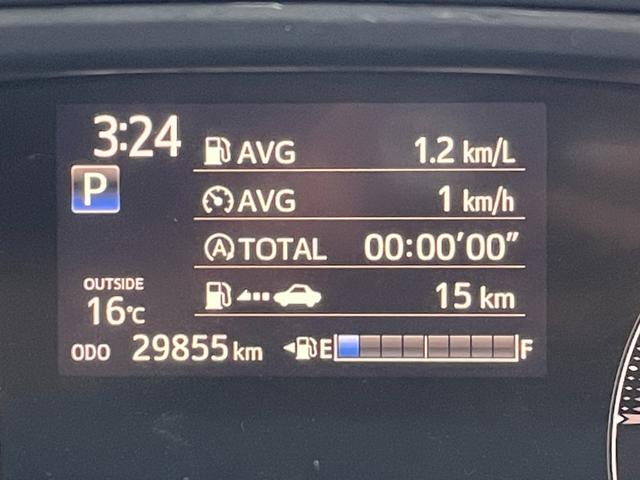 3:24
AVG 1.2 km/L
P
AVG 1 km/h
A TOTAL 00:00'00"
OUTSIDE
16°C
15 km
ODO 29855 km E F